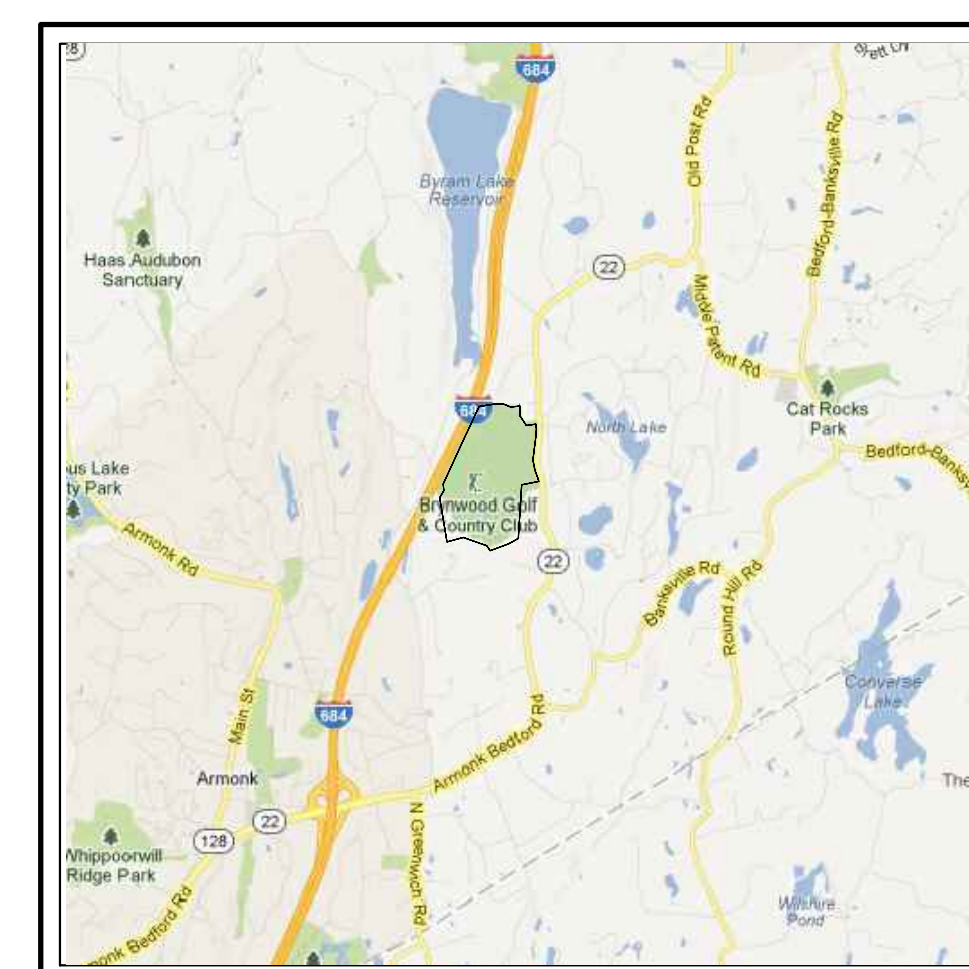 684
Old Post Rd
Bedford-Banksville Rd
Byram Lake
Reservoir
Haas Audubon
Sanctuary
22
Middle Patent Rd
684
Cat Rocks
Park
North Lake
Bedford-Banksv
us Lake
ty Park
Brynwood Golf
& Country Club
Armonk Rd
22
Banksville Rd
Round Hill Rd
Converse
Lake
Main St
684
Armonk Bedford Rd
Armonk
The
22
128
N Greenwich Rd
Whippoorwill
Ridge Park
Wilshire
Pond
monk Bedford Rd